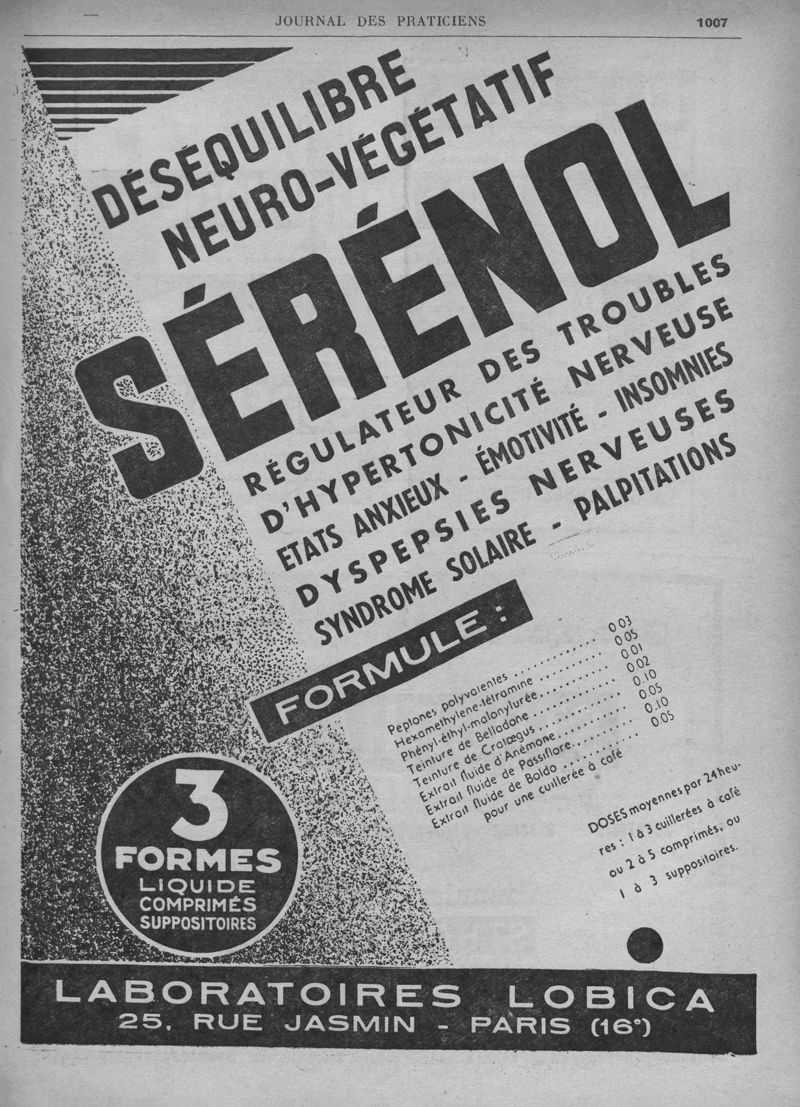 JOURNAL DES PRATICIENS
1007
DÉSÉQUILIBRE
NEURO-VÉGÉTATIF
SÉRÉNOL
RÉGULATEUR DES TROUBLES
D'HYPERTONICITÉ NERVEUSE
ETATS ANXIEUX - ÉMOTIVITÉ - INSOMNIES
DYSPEPSIES NERVEUSES
SYNDROME SOLAIRE - PALPITATIONS
FORMULE :
Peptones polyvalentes ............ 0 03
Hexamethylene-tétramine .......... 0 05
Phényl-éthyl-malonylurée .......... 0 01
Teinture de Belladone ............ 0.02
Teinture de Cratœgus ............ 0.10
Extrait fluide d'Anémone .......... 0.05
Extrait fluide de Passiflore .......... 0.10
Extrait fluide de Boldo ............ 0.05
pour une cuillerée à café
DOSES moyennes par 24 heu-
res : 1 à 3 cuillerées à café
ou 2 à 5 comprimés, ou
1 à 3 suppositoires.
3
FORMES
LIQUIDE
COMPRIMÉS
SUPPOSITOIRES
LABORATOIRES LOBICA
25, RUE JASMIN - PARIS (16°)